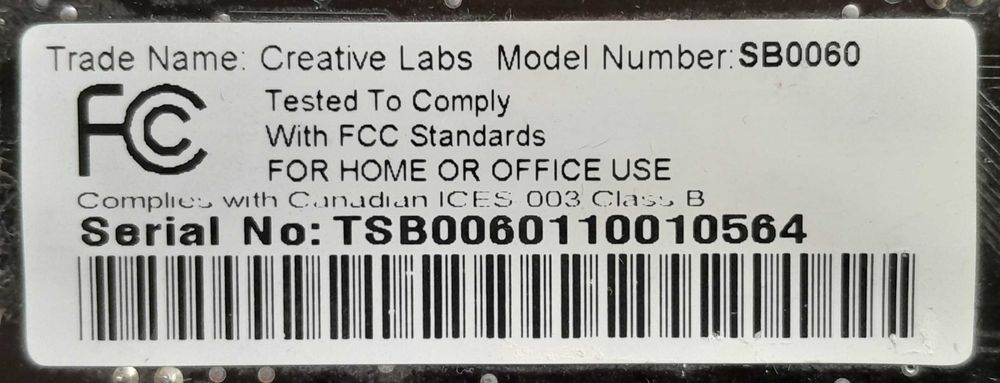 Trade Name: Creative Labs Model Number: SB0060
FCC
Tested To Comply
With FCC Standards
FOR HOME OR OFFICE USE
Complies with Canadian ICES 003 Class B
Serial No: TSB0060110010564